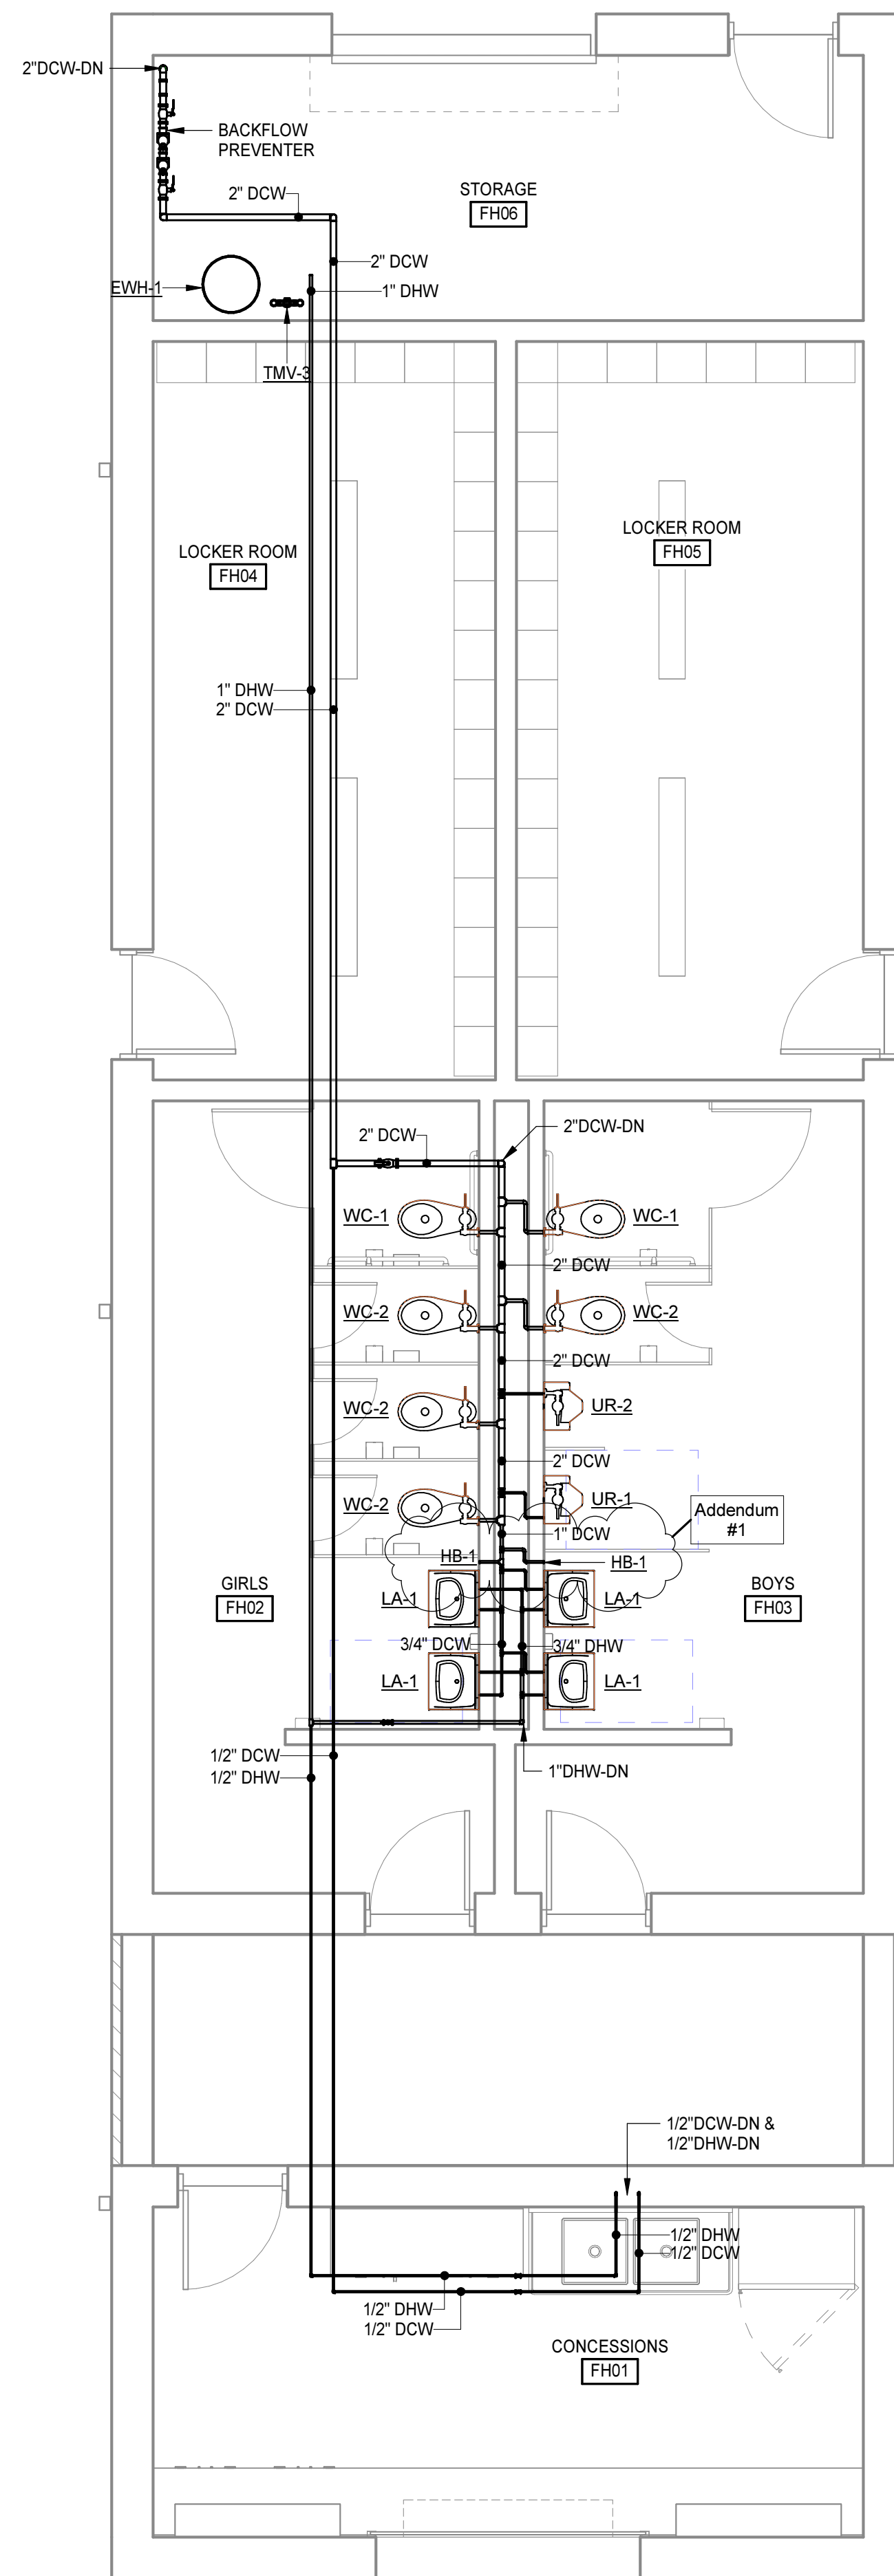 2"DCW-DN
BACKFLOW
PREVENTER
2" DCW
STORAGE
FH06
2" DCW
EWH-1
1" DHW
TMV-3
LOCKER ROOM
FH05
LOCKER ROOM
FH04
1" DHW
2" DCW
2"DCW-DN
2" DCW
WC-1
WC-1
2" DCW
WC-2
WC-2
2" DCW
WC-2
UR-2
2" DCW
WC-2
UR-1
Addendum
#1
1" DCW
HB-1
HB-1
GIRLS
FH02
LA-1
LA-1
BOYS
FH03
3/4" DCW
3/4" DHW
LA-1
LA-1
1/2" DCW
1/2" DHW
1"DHW-DN
1/2"DCW-DN &
1/2"DHW-DN
1/2" DHW
1/2" DCW
1/2" DHW
1/2" DCW
CONCESSIONS
FH01